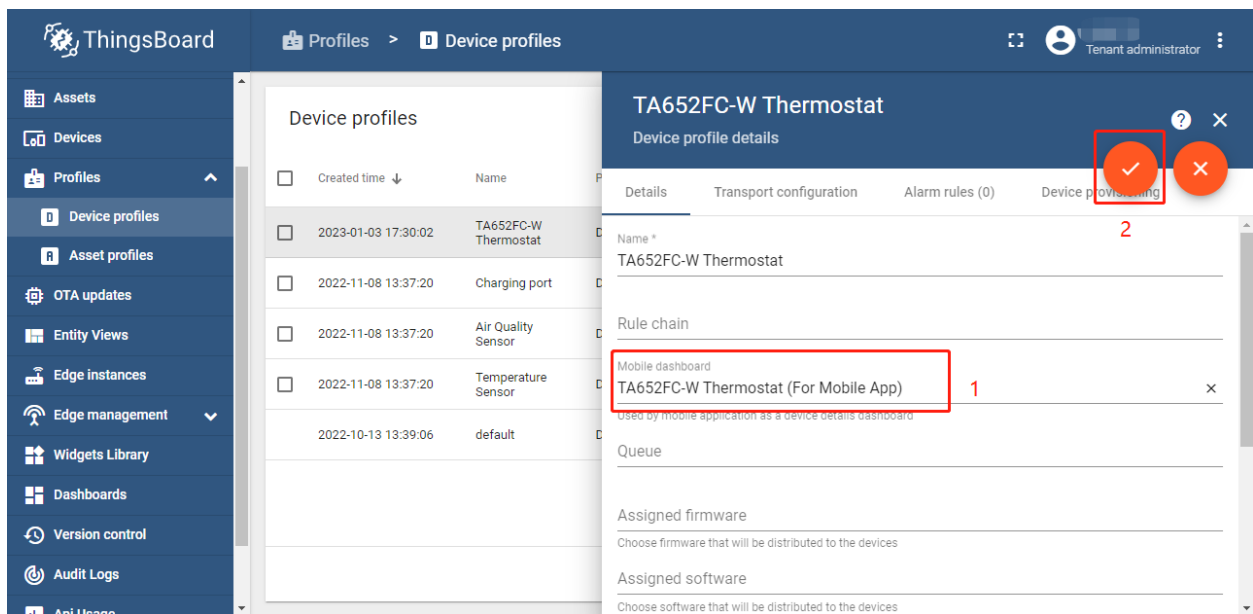 ThingsBoard
Profiles > D Device profiles
Tenant administrator
Assets
Devices
Profiles
D Device profiles
A Asset profiles
OTA updates
Entity Views
Edge instances
Edge management
Widgets Library
Dashboards
Version control
Audit Logs
Api Usage
Device profiles
Created time Name P
2023-01-03 17:30:02 TA652FC-W Thermostat D
2022-11-08 13:37:20 Charging port D
2022-11-08 13:37:20 Air Quality Sensor D
2022-11-08 13:37:20 Temperature Sensor D
2022-10-13 13:39:06 default D
TA652FC-W Thermostat
Device profile details
Details Transport configuration Alarm rules (0) Device provisioning
2
Name *
TA652FC-W Thermostat
Rule chain
Mobile dashboard
TA652FC-W Thermostat (For Mobile App)
1
Used by mobile application as a device details dashboard
Queue
Assigned firmware
Choose firmware that will be distributed to the devices
Assigned software
Choose software that will be distributed to the devices